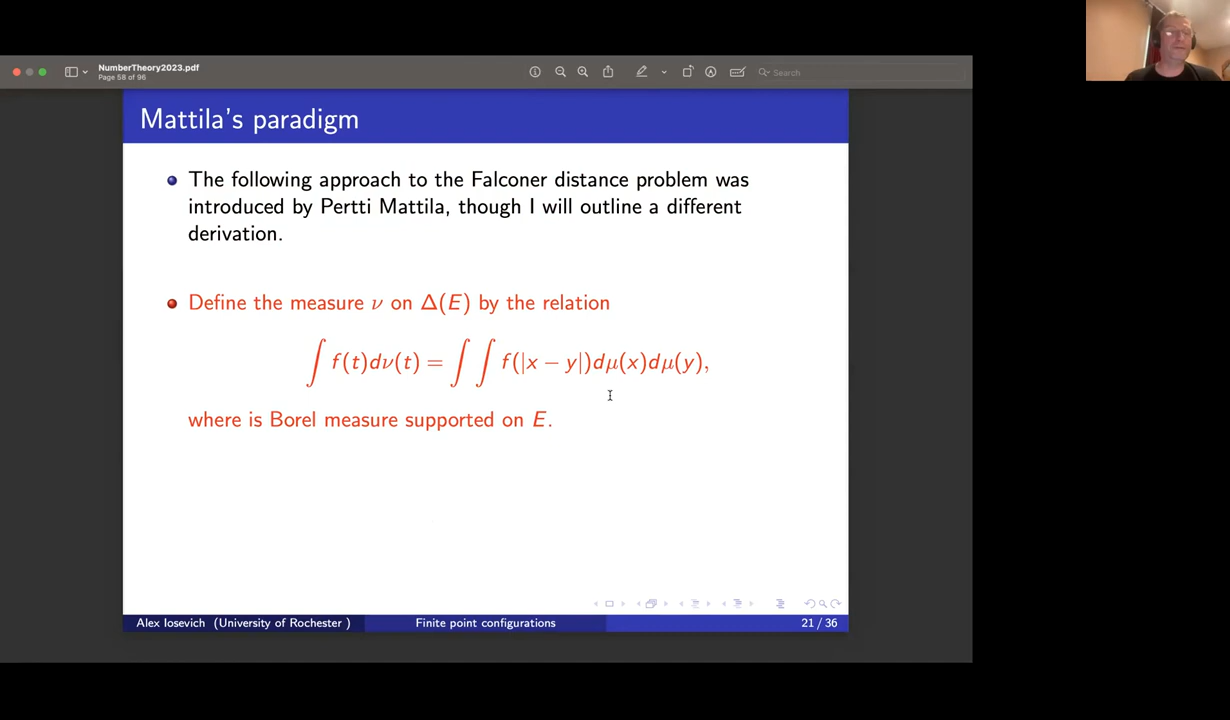 NumberTheory2023.pdf
Page 58 of 96
Search
Mattila's paradigm
The following approach to the Falconer distance problem was
introduced by Pertti Mattila, though I will outline a different
derivation.
Define the measure ν on Δ(E) by the relation
∫ f(t)dν(t) = ∫ ∫ f(|x − y|)dμ(x)dμ(y),
where is Borel measure supported on E.
Alex Iosevich (University of Rochester ) Finite point configurations 21 / 36